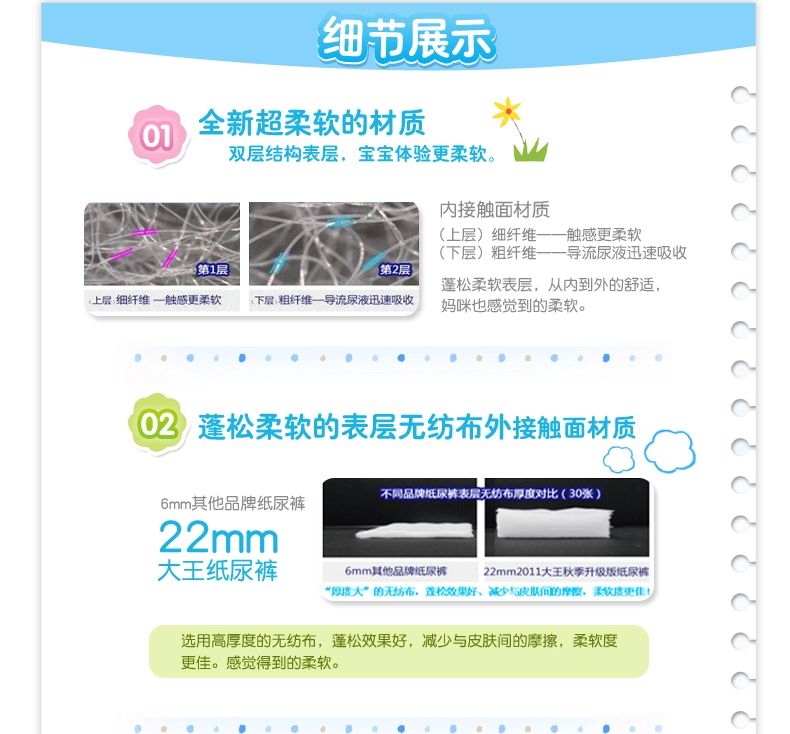 细节展示
01
全新超柔软的材质
双层结构表层，宝宝体验更柔软。
第1层
第2层
（上层）细纤维 —触感更柔软
（下层）粗纤维—导流尿液迅速吸收
内接触面材质
（上层）细纤维——触感更柔软
（下层）粗纤维——导流尿液迅速吸收
蓬松柔软表层，从内到外的舒适，
妈咪也感觉到的柔软。
02
蓬松柔软的表层无纺布外接触面材质
6mm其他品牌纸尿裤
22mm
大王纸尿裤
不同品牌纸尿裤表层无纺布厚度对比（30张）
6mm其他品牌纸尿裤
22mm2011大王秋季升级版纸尿裤
“厚度大”的无纺布，蓬松效果好、减少与皮肤间的摩擦，柔软度更佳！
选用高厚度的无纺布，蓬松效果好，减少与皮肤间的摩擦，柔软度
更佳。感觉得到的柔软。